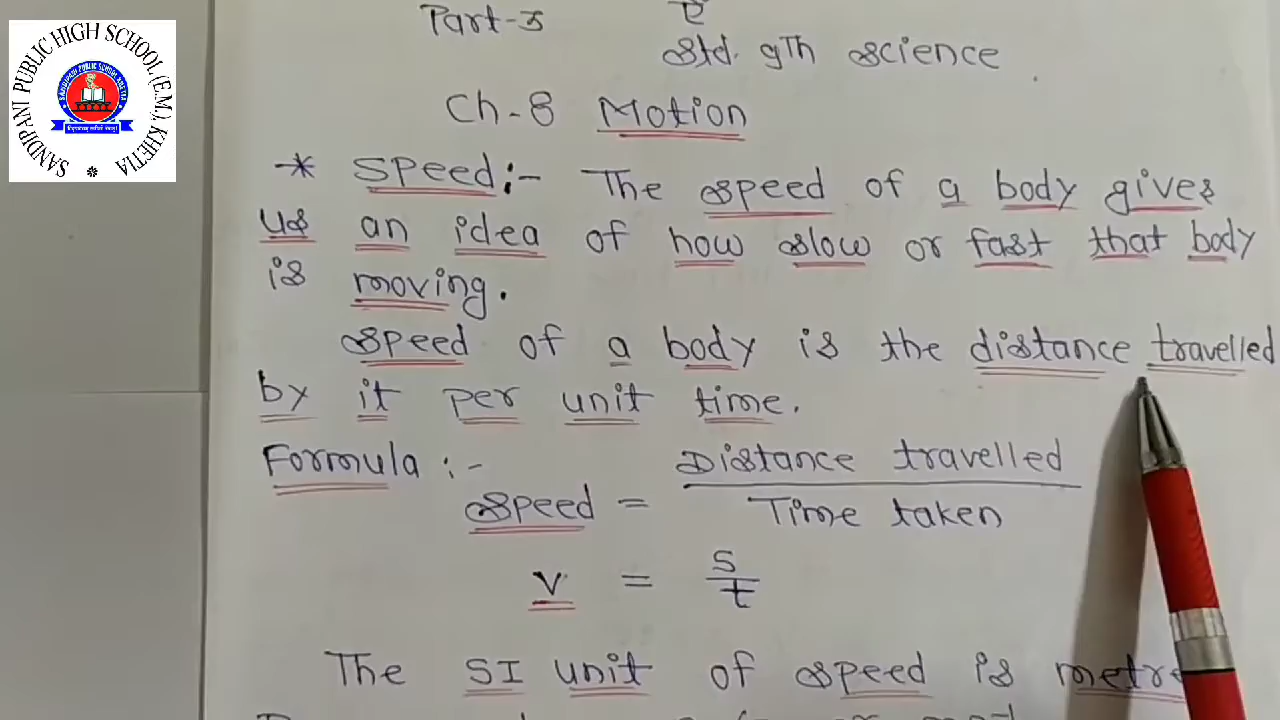 SANDIPANI PUBLIC HIGH SCHOOL (E.M.), KHETIA
Part-3
Std. 9Th Science
Ch-8 Motion
* Speed:- The speed of a body gives
us an idea of how slow or fast that body
is moving.
Speed of a body is the distance travelled
by it per unit time.
Formula :-
Speed = Distance travelled
Time taken
v = s
t
The SI unit of speed is metre